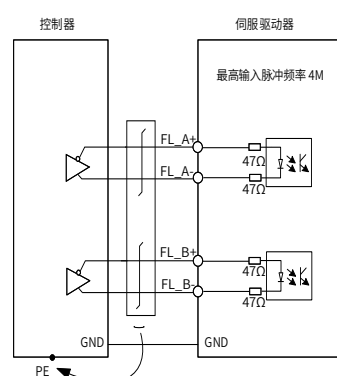 控制器
伺服驱动器
最高输入脉冲频率 4M
FL_A+
47Ω
FL_A-
47Ω
FL_B+
47Ω
FL_B-
47Ω
GND
GND
PE